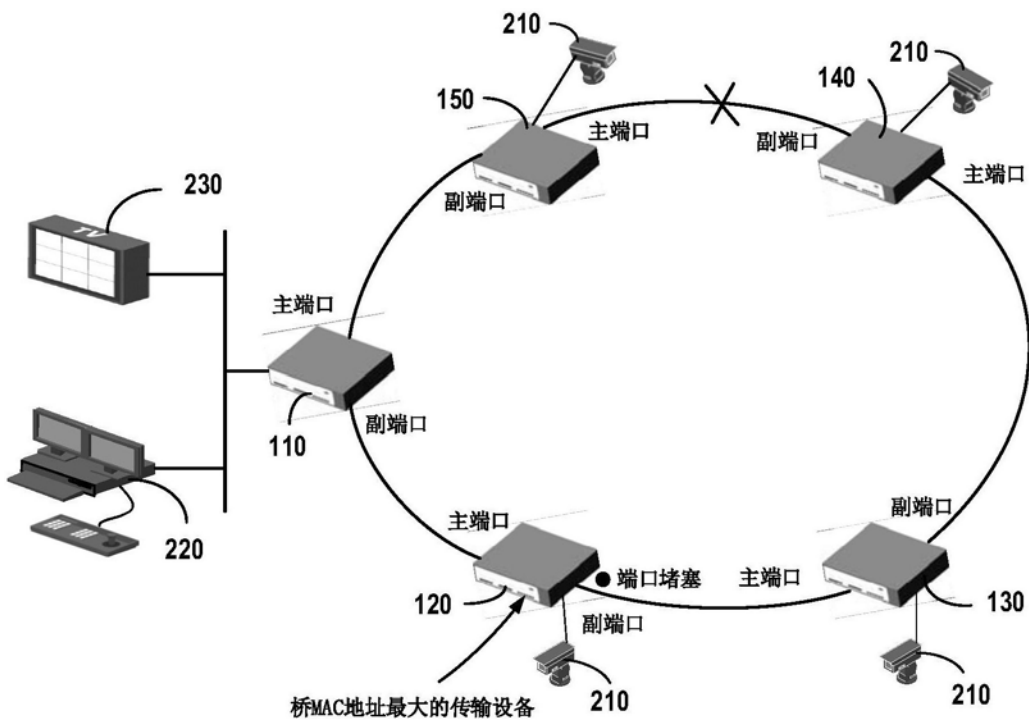 210
210
150
140
主端口
副端口
主端口
副端口
230
TV
主端口
110
副端口
220
主端口
副端口
端口堵塞
主端口
120
130
副端口
210
210
桥MAC地址最大的传输设备